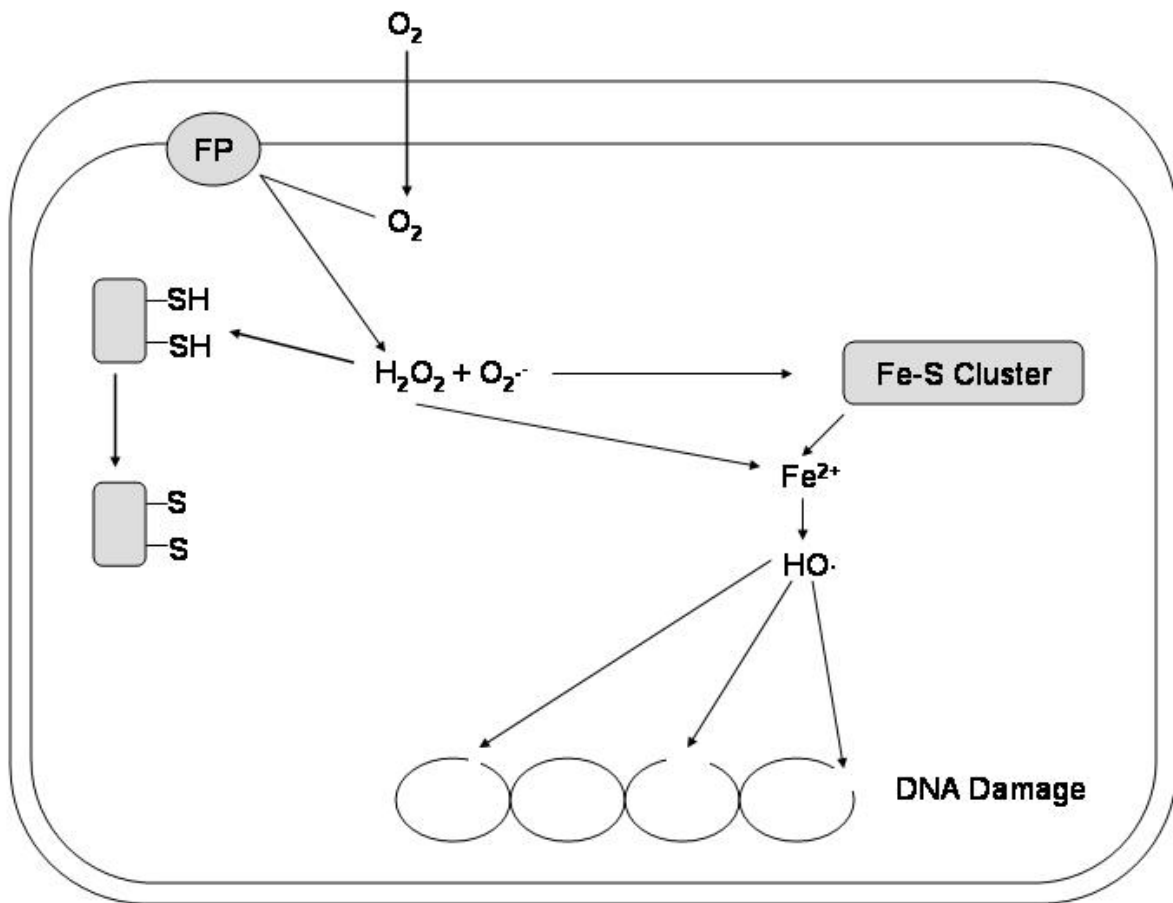 O₂
FP
O₂
SH
SH
H₂O₂ + O₂·⁻
Fe-S Cluster
Fe²⁺
S
S
HO·
DNA Damage